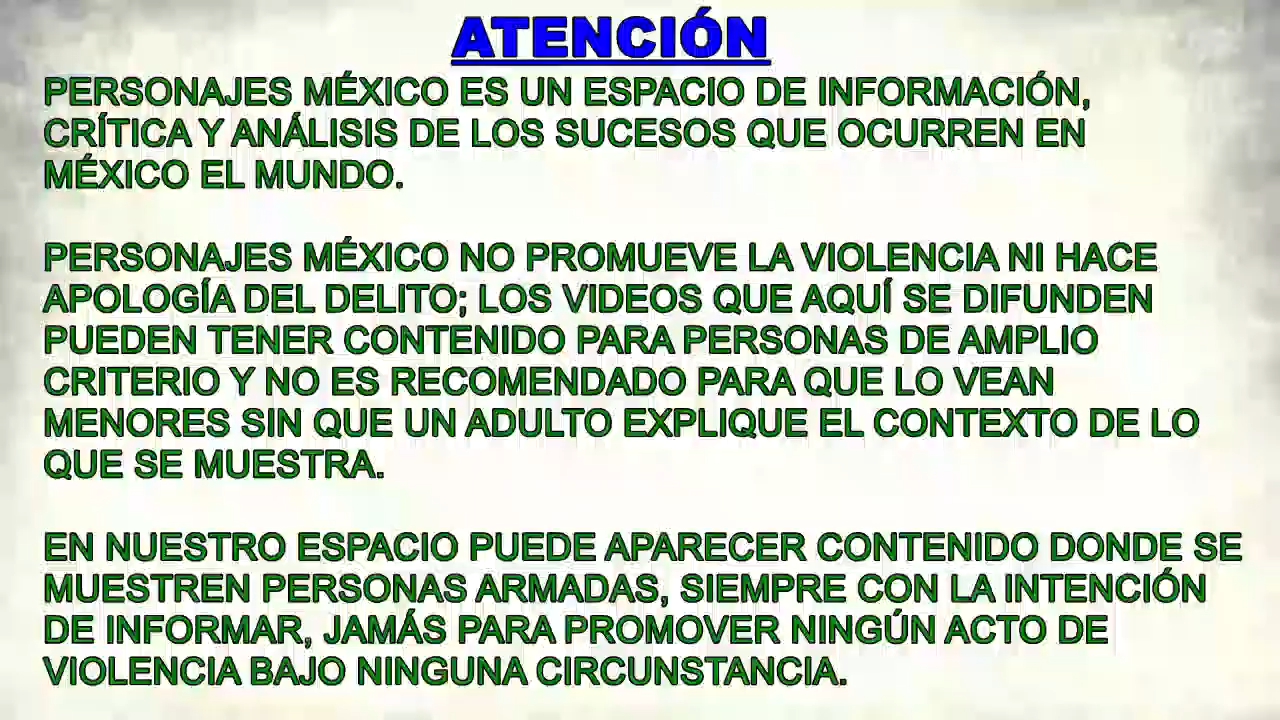 ATENCIÓN
PERSONAJES MÉXICO ES UN ESPACIO DE INFORMACIÓN,
CRÍTICA Y ANÁLISIS DE LOS SUCESOS QUE OCURREN EN
MÉXICO EL MUNDO.
PERSONAJES MÉXICO NO PROMUEVE LA VIOLENCIA NI HACE
APOLOGÍA DEL DELITO; LOS VIDEOS QUE AQUÍ SE DIFUNDEN
PUEDEN TENER CONTENIDO PARA PERSONAS DE AMPLIO
CRITERIO Y NO ES RECOMENDADO PARA QUE LO VEAN
MENORES SIN QUE UN ADULTO EXPLIQUE EL CONTEXTO DE LO
QUE SE MUESTRA.
EN NUESTRO ESPACIO PUEDE APARECER CONTENIDO DONDE SE
MUESTREN PERSONAS ARMADAS, SIEMPRE CON LA INTENCIÓN
DE INFORMAR, JAMÁS PARA PROMOVER NINGÚN ACTO DE
VIOLENCIA BAJO NINGUNA CIRCUNSTANCIA.